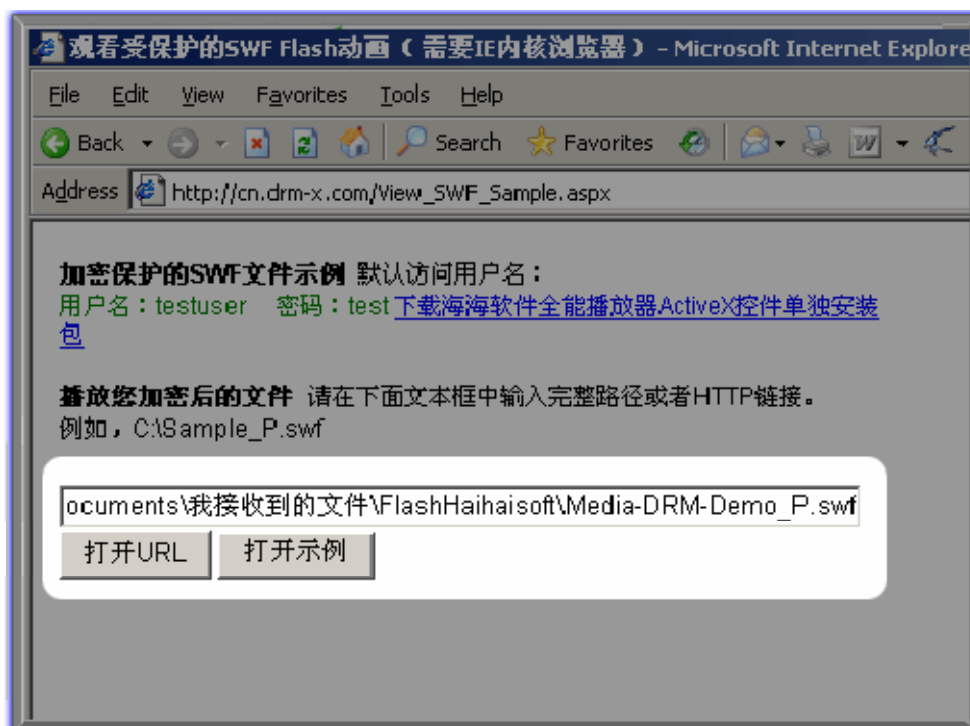 观看受保护的SWF Flash动画（需要IE内核浏览器）- Microsoft Internet Explore
File Edit View Favorites Tools Help
Back Search Favorites
Address http://cn.drm-x.com/View_SWF_Sample.aspx
加密保护的SWF文件示例 默认访问用户名：
用户名：testuser 密码：test 下载海海软件全能播放器ActiveX控件单独安装
包
播放您加密后的文件 请在下面文本框中输入完整路径或者HTTP链接。
例如，C:\Sample_P.swf
ocuments\我接收到的文件\FlashHaihaisoft\Media-DRM-Demo_P.swf
打开URL 打开示例